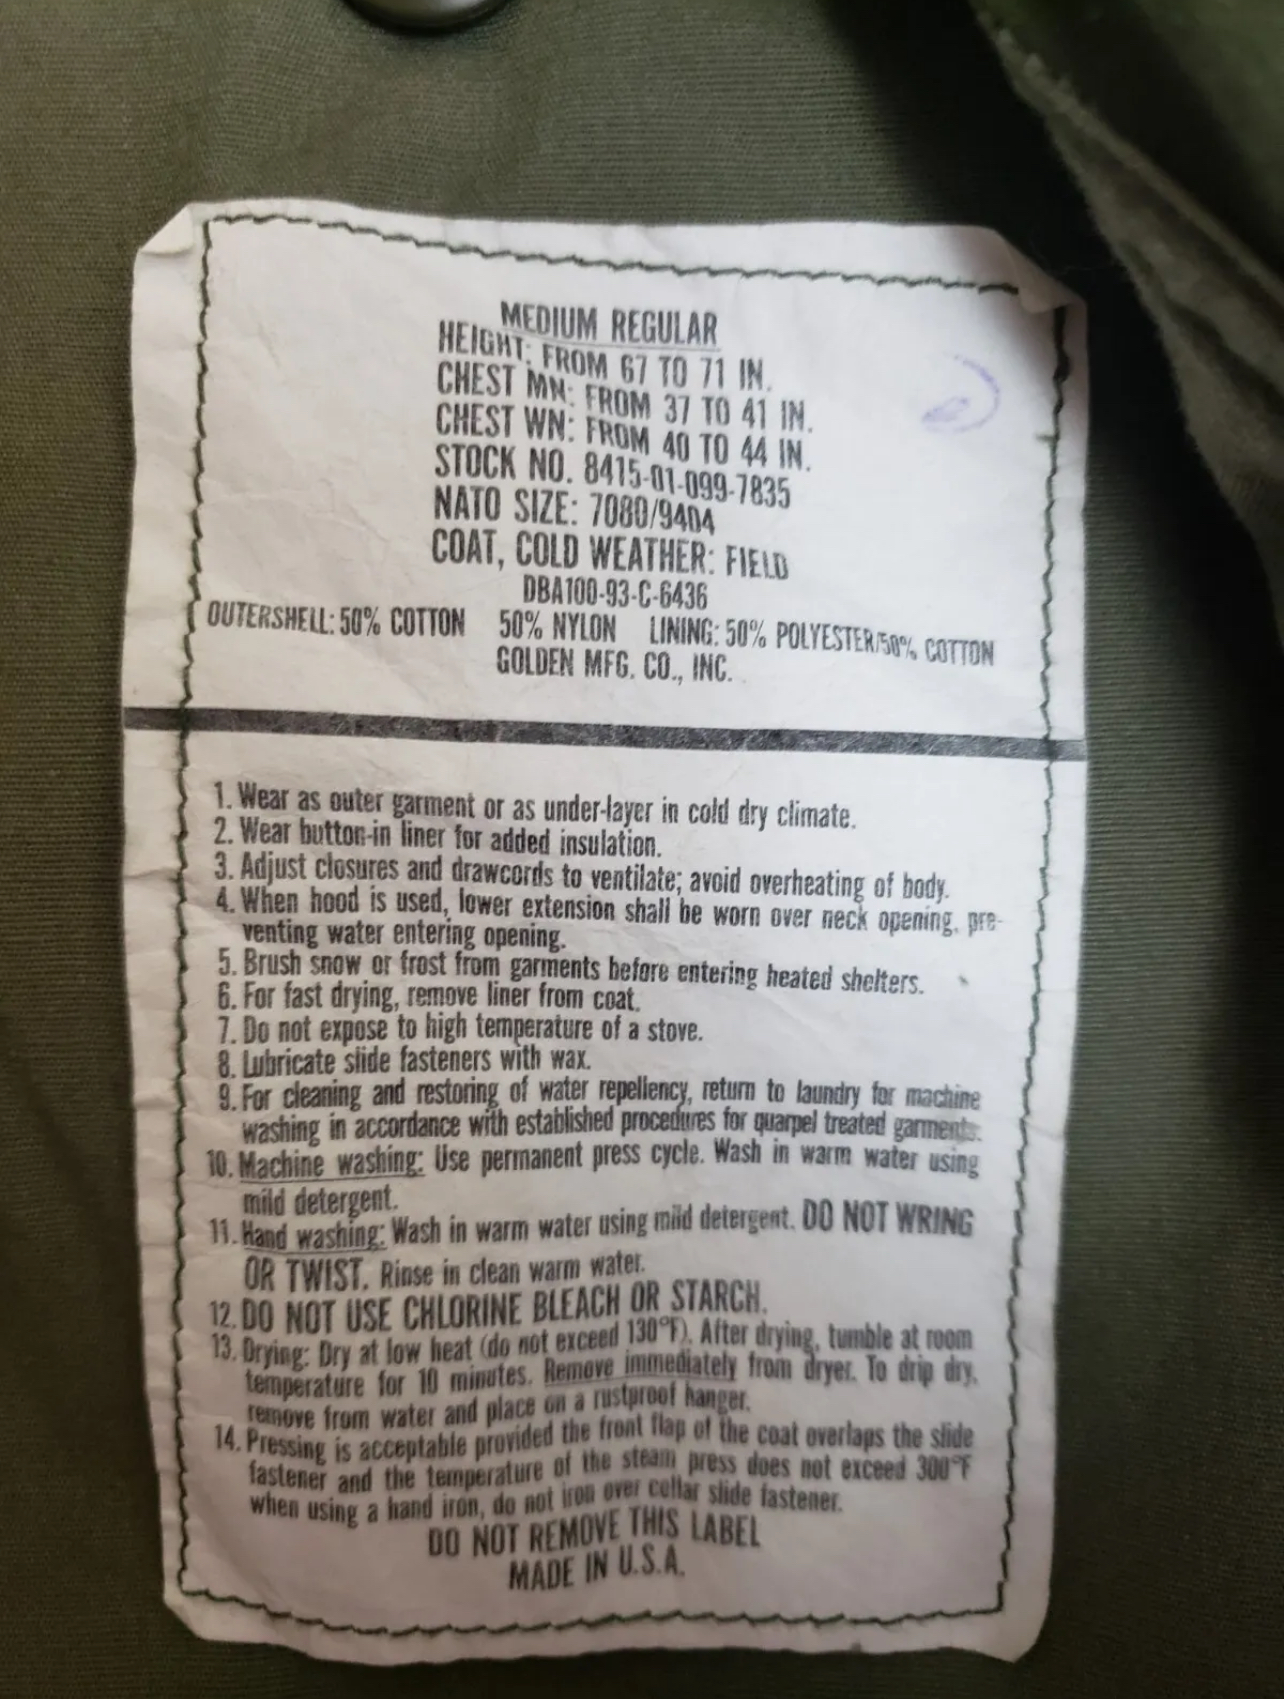 MEDIUM REGULAR
HEIGHT: FROM 67 TO 71 IN.
CHEST MN: FROM 37 TO 41 IN.
CHEST WN: FROM 40 TO 44 IN.
STOCK NO. 8415-01-099-7835
NATO SIZE: 7080/9404
COAT, COLD WEATHER: FIELD
DBA100-93-C-6436
OUTERSHELL: 50% COTTON 50% NYLON LINING: 50% POLYESTER/50% COTTON
GOLDEN MFG. CO., INC.
1. Wear as outer garment or as under-layer in cold dry climate.
2. Wear button-in liner for added insulation.
3. Adjust closures and drawcords to ventilate; avoid overheating of body.
4. When hood is used, lower extension shall be worn over neck opening, pre-
venting water entering opening.
5. Brush snow or frost from garments before entering heated shelters.
6. For fast drying, remove liner from coat.
7. Do not expose to high temperature of a stove.
8. Lubricate slide fasteners with wax.
9. For cleaning and restoring of water repellency, return to laundry for machine
washing in accordance with established procedures for quarpel treated garments.
10. Machine washing: Use permanent press cycle. Wash in warm water using
mild detergent.
11. Hand washing: Wash in warm water using mild detergent. DO NOT WRING
OR TWIST. Rinse in clean warm water.
12. DO NOT USE CHLORINE BLEACH OR STARCH.
13. Drying: Dry at low heat (do not exceed 130°F). After drying, tumble at room
temperature for 10 minutes. Remove immediately from dryer. To drip dry,
remove from water and place on a rustproof hanger.
14. Pressing is acceptable provided the front flap of the coat overlaps the slide
fastener and the temperature of the steam press does not exceed 300°F
when using a hand iron, do not iron over collar slide fastener.
DO NOT REMOVE THIS LABEL
MADE IN U.S.A.